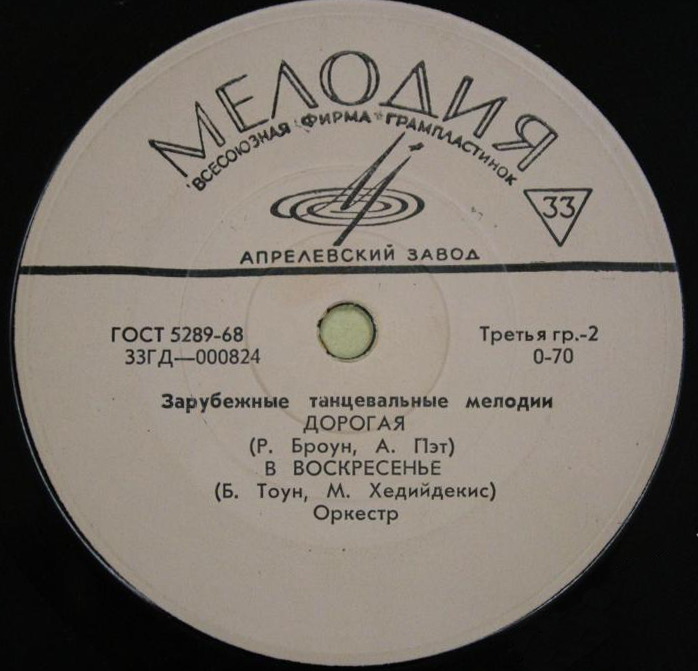 МЕЛОДИЯ
ВСЕСОЮЗНАЯ ФИРМА ГРАМПЛАСТИНОК
33
АПРЕЛЕВСКИЙ ЗАВОД
ГОСТ 5289-68
Третья гр.-2
33ГД—000824
0-70
Зарубежные танцевальные мелодии
ДОРОГАЯ
(Р. Броун, А. Пэт)
В ВОСКРЕСЕНЬЕ
(Б. Тоун, М. Хедийдекис)
Оркестр